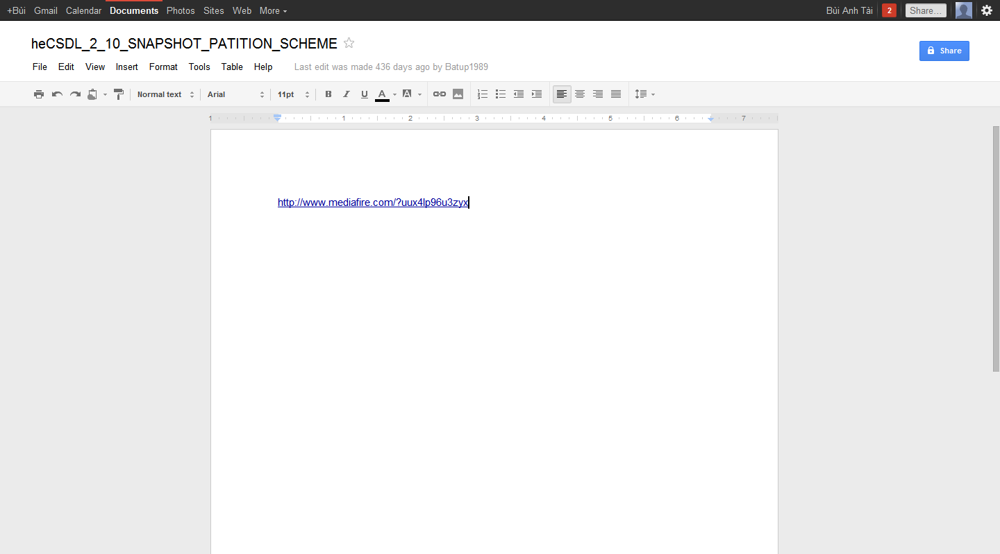 +Bùi Gmail Calendar Documents Photos Sites Web More Bùi Anh Tài 2 Share...
heCSDL_2_10_SNAPSHOT_PATITION_SCHEME
Share
File Edit View Insert Format Tools Table Help Last edit was made 436 days ago by Batup1989
Normal text Arial 11pt B I U A A
1 1 2 3 4 5 6 7
http://www.mediafire.com/?uux4lp96u3zyx